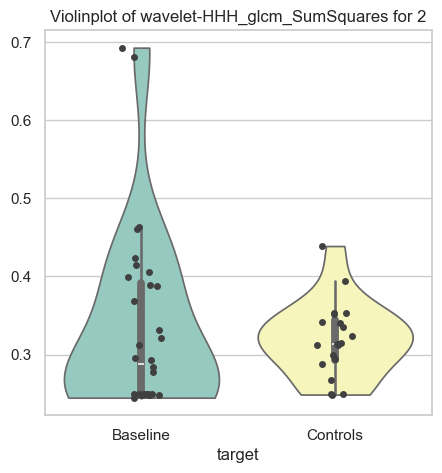 Violinplot of wavelet-HHH_glcm_SumSquares for 2
0.7
0.6
0.5
0.4
0.3
Baseline
Controls
target